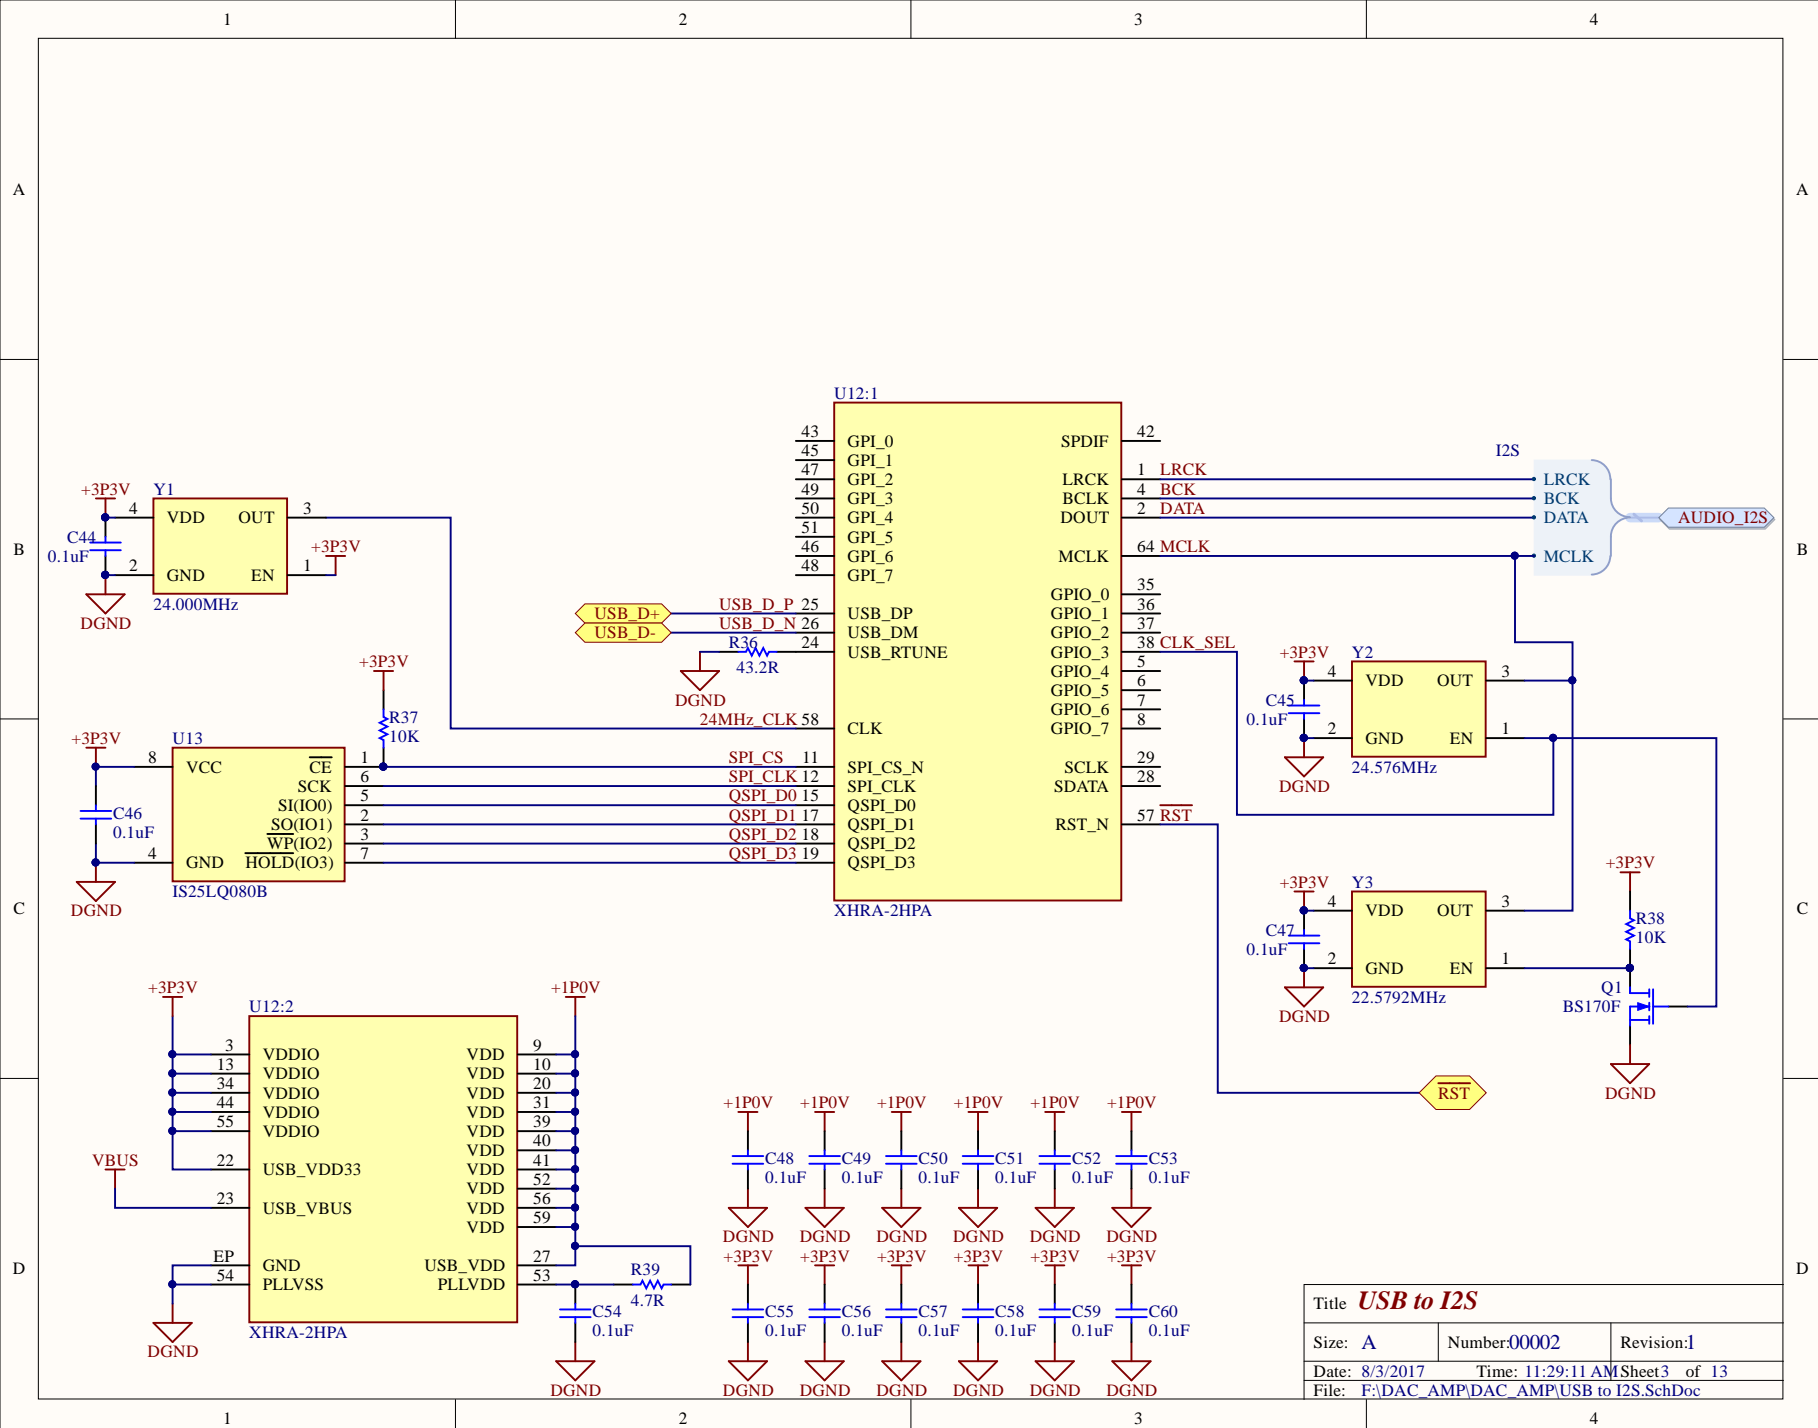 1 2 3 4
A A
B B
C C
D D
1 2 3 4
U12:1
43 GPI_0
45 GPI_1
47 GPI_2
49 GPI_3
50 GPI_4
51 GPI_5
46 GPI_6
48 GPI_7
USB_D+ USB_D_P 25 USB_DP
USB_D- USB_D_N 26 USB_DM
R36 24 USB_RTUNE
43.2R
DGND
24MHz_CLK 58 CLK
SPI_CS 11 SPI_CS_N
SPI_CLK 12 SPI_CLK
QSPI_D0 15 QSPI_D0
QSPI_D1 17 QSPI_D1
QSPI_D2 18 QSPI_D2
QSPI_D3 19 QSPI_D3
SPDIF 42
LRCK 1 LRCK
BCLK 4 BCK
DOUT 2 DATA
MCLK 64 MCLK
GPIO_0 35
GPIO_1 36
GPIO_2 37
GPIO_3 38 CLK_SEL
GPIO_4 5
GPIO_5 6
GPIO_6 7
GPIO_7 8
SCLK 29
SDATA 28
RST_N 57 RST
XHRA-2HPA
I2S
LRCK
BCK
DATA
MCLK
AUDIO_I2S
+3P3V
Y1
4 VDD OUT 3
C44
0.1uF
+3P3V
2 GND EN 1
24.000MHz
DGND
+3P3V
R37
10K
+3P3V
U13
8 VCC CE 1
SCK 6
SI(IO0) 5
SO(IO1) 2
WP(IO2) 3
4 GND HOLD(IO3) 7
C46
0.1uF
IS25LQ080B
DGND
+3P3V
Y2
4 VDD OUT 3
C45
0.1uF
2 GND EN 1
24.576MHz
DGND
+3P3V
Y3
4 VDD OUT 3
C47
0.1uF
2 GND EN 1
22.5792MHz
DGND
+3P3V
R38
10K
Q1
BS170F
DGND
RST
+3P3V +1P0V
U12:2
3 VDDIO VDD 9
13 VDDIO VDD 10
34 VDDIO VDD 20
44 VDDIO VDD 31
55 VDDIO VDD 39
VDD 40
VBUS
22 USB_VDD33 VDD 41
VDD 52
23 USB_VBUS VDD 56
VDD 59
EP GND USB_VDD 27
54 PLLVSS PLLVDD 53
XHRA-2HPA
DGND
R39
4.7R
C54
0.1uF
DGND
+1P0V +1P0V +1P0V +1P0V +1P0V +1P0V
C48 C49 C50 C51 C52 C53
0.1uF 0.1uF 0.1uF 0.1uF 0.1uF 0.1uF
DGND DGND DGND DGND DGND DGND
+3P3V +3P3V +3P3V +3P3V +3P3V +3P3V
C55 C56 C57 C58 C59 C60
0.1uF 0.1uF 0.1uF 0.1uF 0.1uF 0.1uF
DGND DGND DGND DGND DGND DGND
Title USB to I2S
Size: A Number:00002 Revision:1
Date: 8/3/2017 Time: 11:29:11 AM Sheet3 of 13
File: F:\DAC_AMP\DAC_AMP\USB to I2S.SchDoc